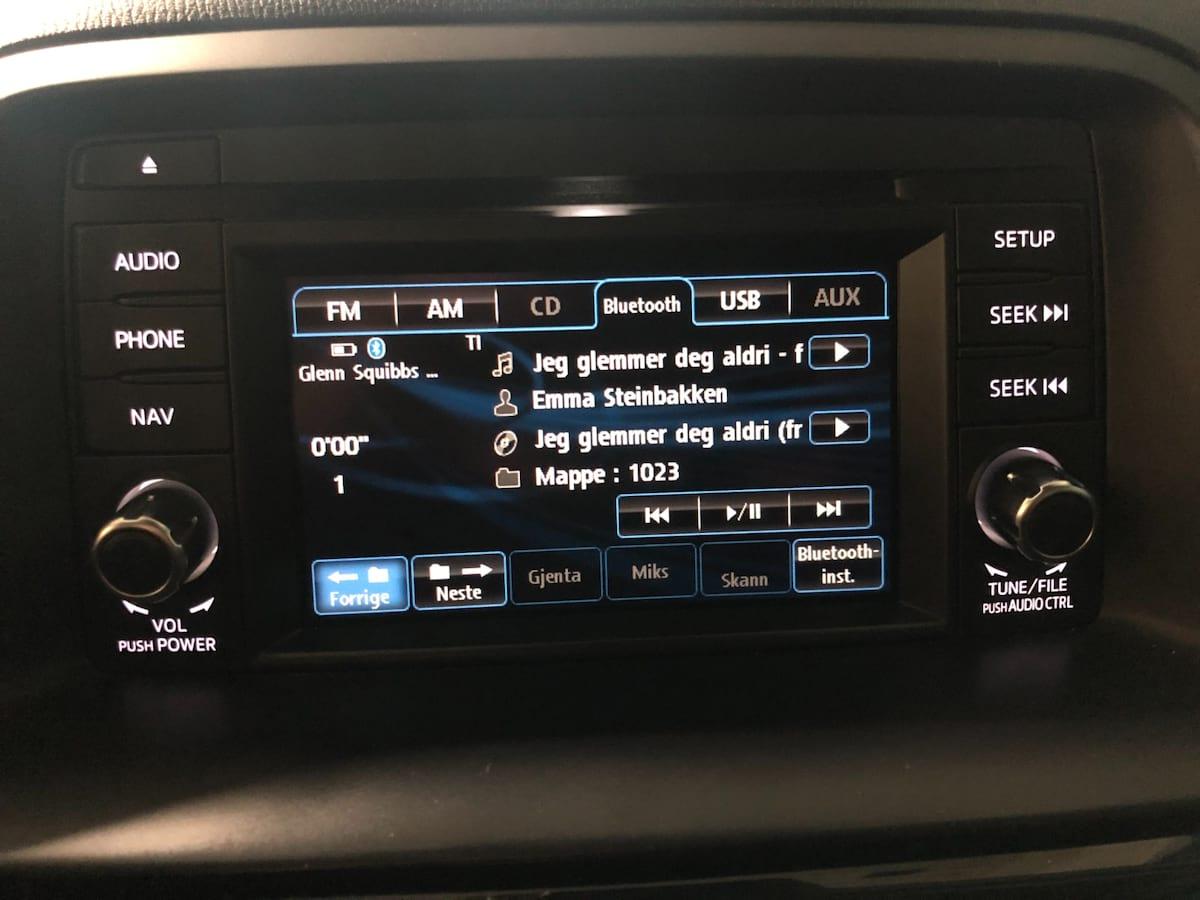 AUDIO
PHONE
NAV
VOL
PUSH POWER
FM AM CD Bluetooth USB AUX
TI
Glenn Squibbs ...
Jeg glemmer deg aldri - f
Emma Steinbakken
0'00"
Jeg glemmer deg aldri (fr
1
Mappe : 1023
Forrige
Neste
Gjenta
Miks
Skann
Bluetooth-
inst.
SETUP
SEEK
SEEK
TUNE/FILE
PUSH AUDIO CTRL